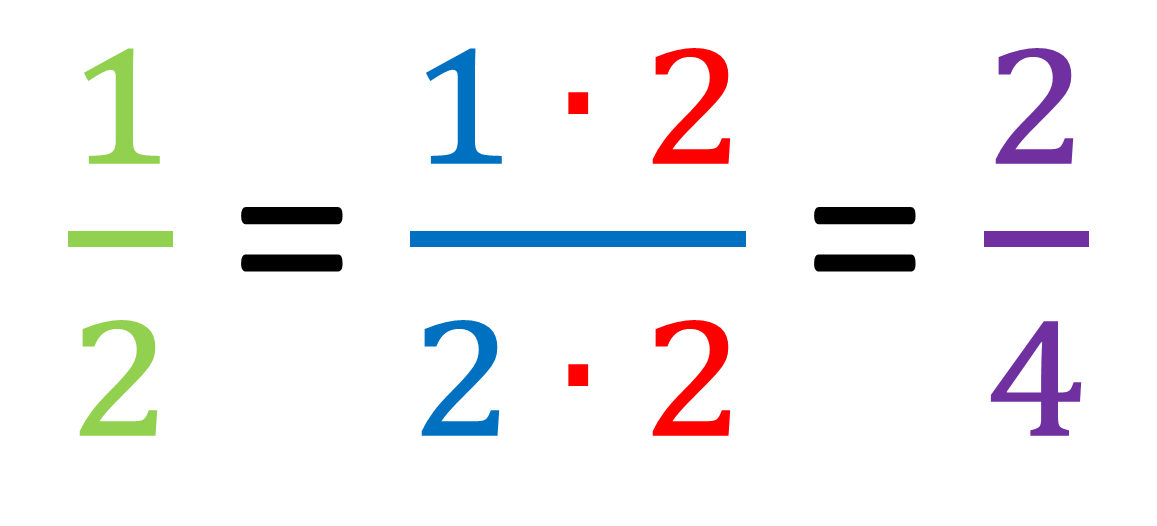 1/2 = (1 · 2)/(2 · 2) = 2/4